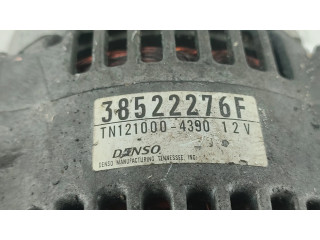 38522276F
TN121000-4390 12V
DENSO
DENSO MANUFACTURING TENNESSEE, INC.